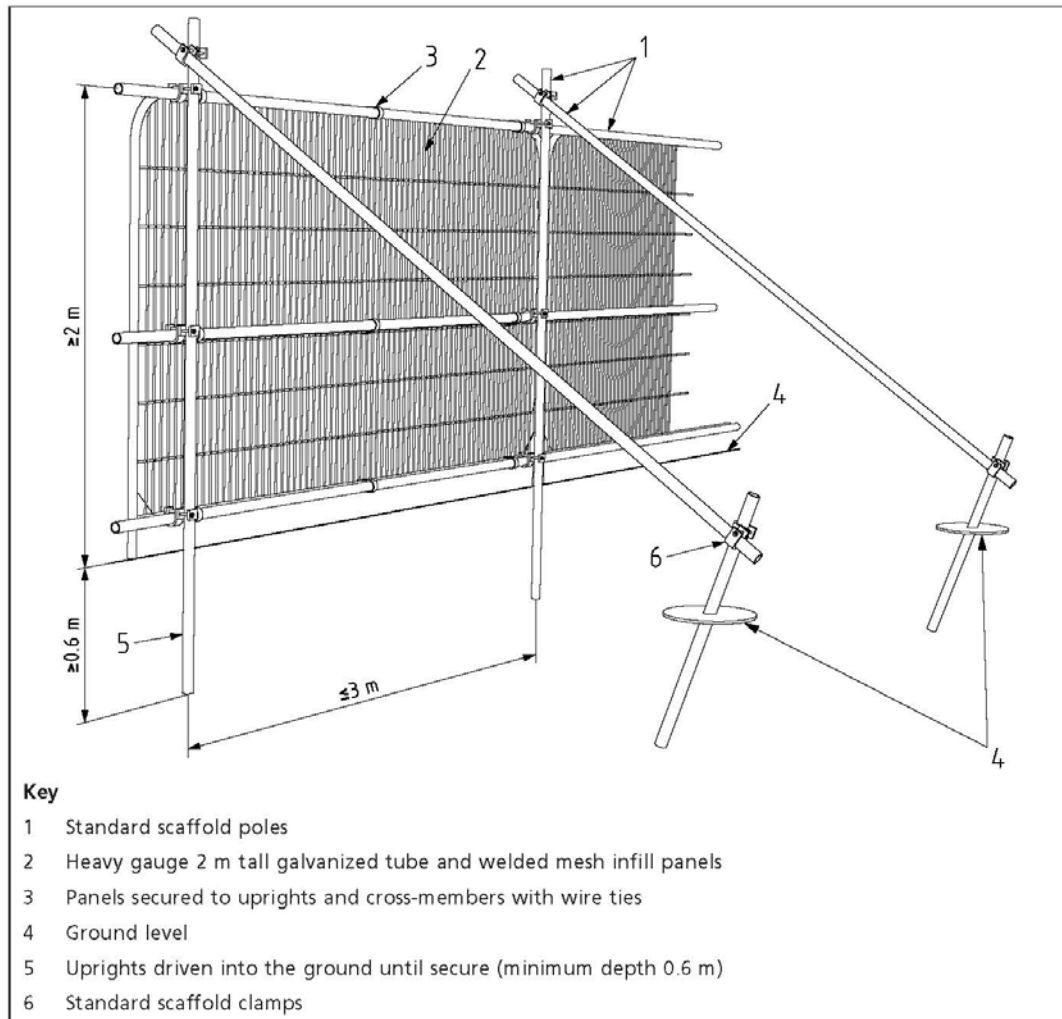 1
3
2
≥2 m
4
6
5
≥0.6 m
≤3 m
4
Key
1 Standard scaffold poles
2 Heavy gauge 2 m tall galvanized tube and welded mesh infill panels
3 Panels secured to uprights and cross-members with wire ties
4 Ground level
5 Uprights driven into the ground until secure (minimum depth 0.6 m)
6 Standard scaffold clamps